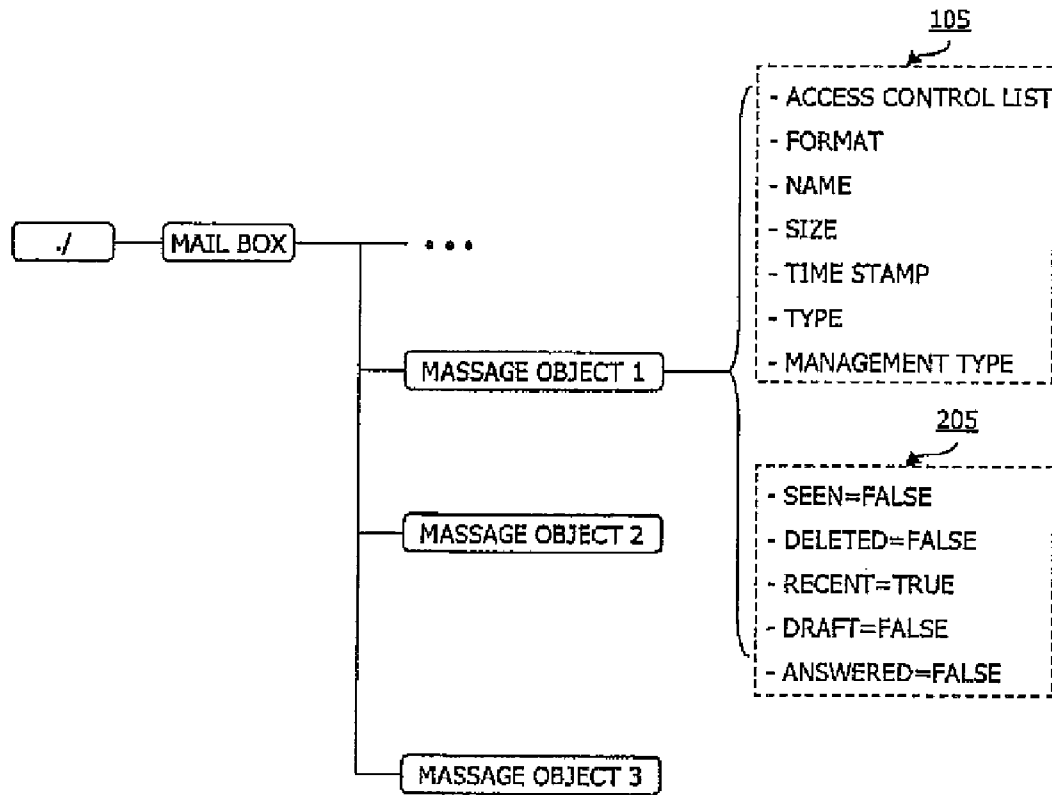 105
- ACCESS CONTROL LIST
- FORMAT
- NAME
- SIZE
- TIME STAMP
- TYPE
- MANAGEMENT TYPE
./
MAIL BOX
•••
MASSAGE OBJECT 1
205
- SEEN=FALSE
- DELETED=FALSE
- RECENT=TRUE
- DRAFT=FALSE
- ANSWERED=FALSE
MASSAGE OBJECT 2
MASSAGE OBJECT 3